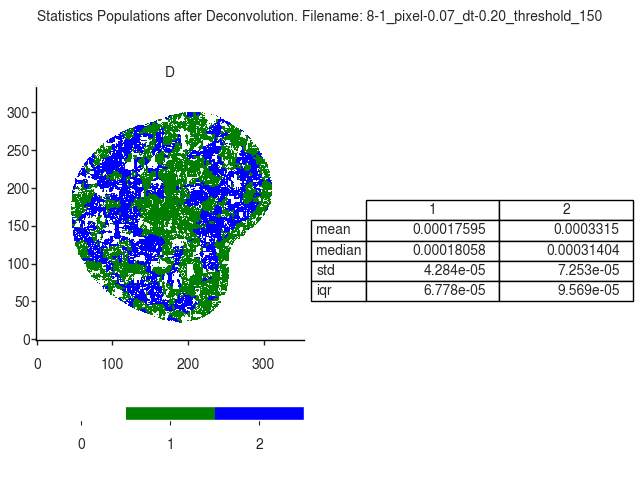 Statistics Populations after Deconvolution. Filename: 8-1_pixel-0.07_dt-0.20_threshold_150
D
300
250
200
150
100
50
0
0 100 200 300
1 2
mean 0.00017595 0.0003315
median 0.00018058 0.00031404
std 4.284e-05 7.253e-05
iqr 6.778e-05 9.569e-05
0 1 2